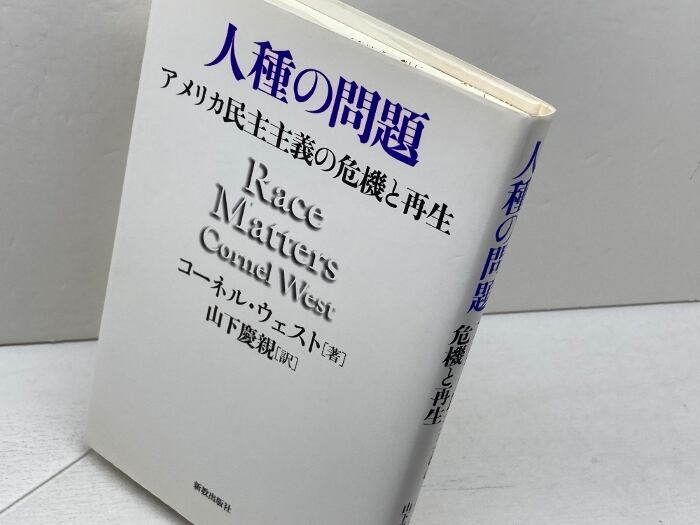 人種の問題
アメリカ民主主義の危機と再生
Race
Matters
Cornel West
コーネル・ウェスト[著]
山下慶親[訳]
新教出版社
人種の問題
危機と再生